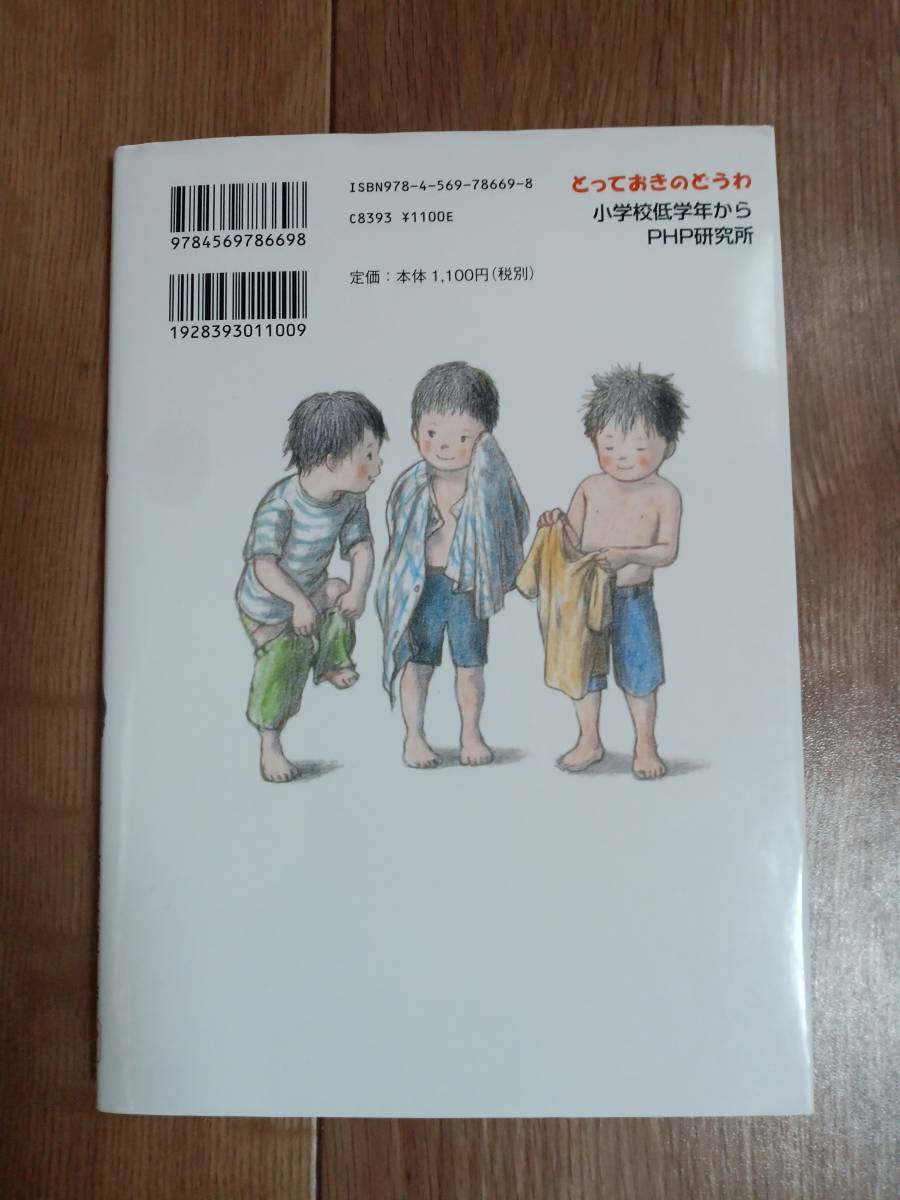 9784569786698
1928393011009
ISBN978-4-569-78669-8
C8393 ¥1100E
定価：本体1,100円（税別）
とっておきのどうわ
小学校低学年から
PHP研究所